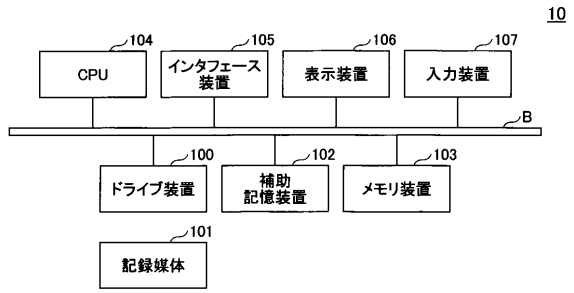 10
104
105
106
107
CPU
インタフェース
装置
表示装置
入力装置
B
100
102
103
ドライブ装置
補助
記憶装置
メモリ装置
101
記録媒体